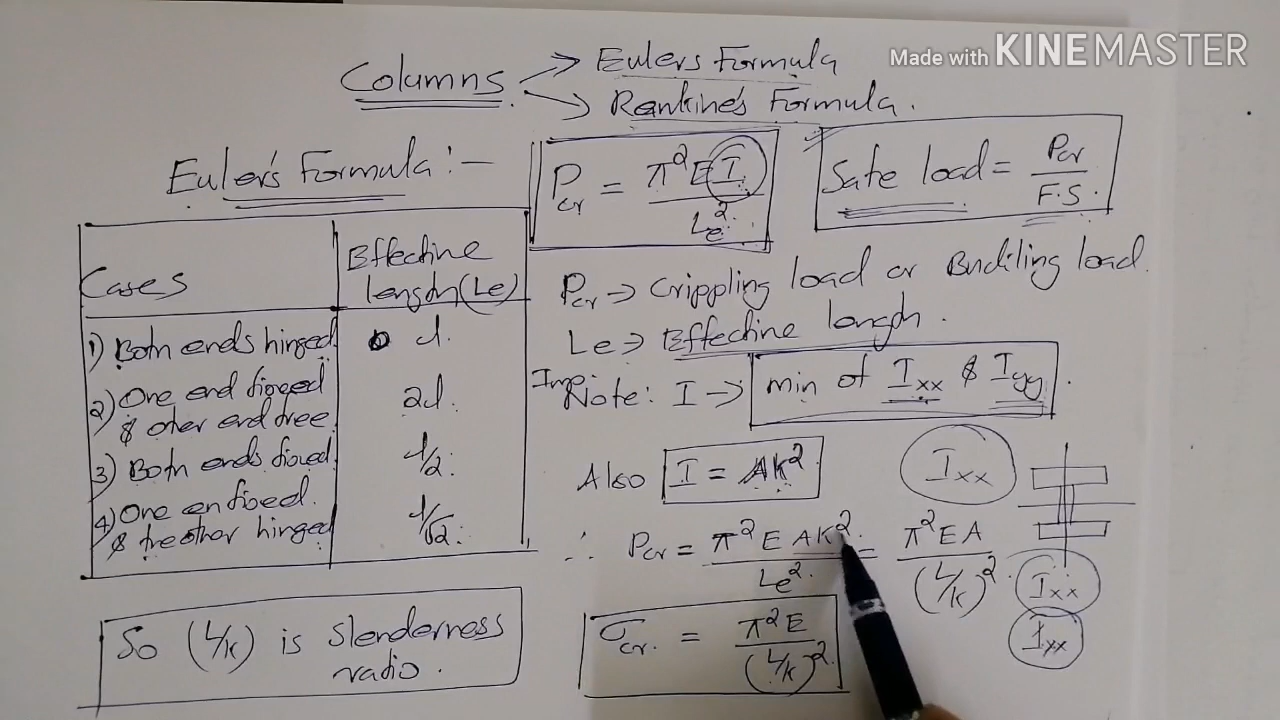 Made with KINEMASTER
Columns → Eulers Formula
→ Rankine's Formula.
Euler's Formula :-
Pcr = π²EI / Le²
Safe load = Pcr / F.S.
Cases
Effective length (Le)
1) Both ends hinged
l.
2) One end fixed
& other end free
2l.
3) Both ends fixed
l/2.
4) One en fixed.
& the other hinged
l/√2.
Pcr → Crippling load or Buckling load.
Le → Effective length.
Imp:
Note: I → min of Ixx & Iyy.
Also I = AK²
Ixx
∴ Pcr = π²EAK² / Le² = π²EA / (L/K)².
Ixx
Ixx
So (L/K) is slenderness
ratio.
σcr. = π²E / (L/K)².